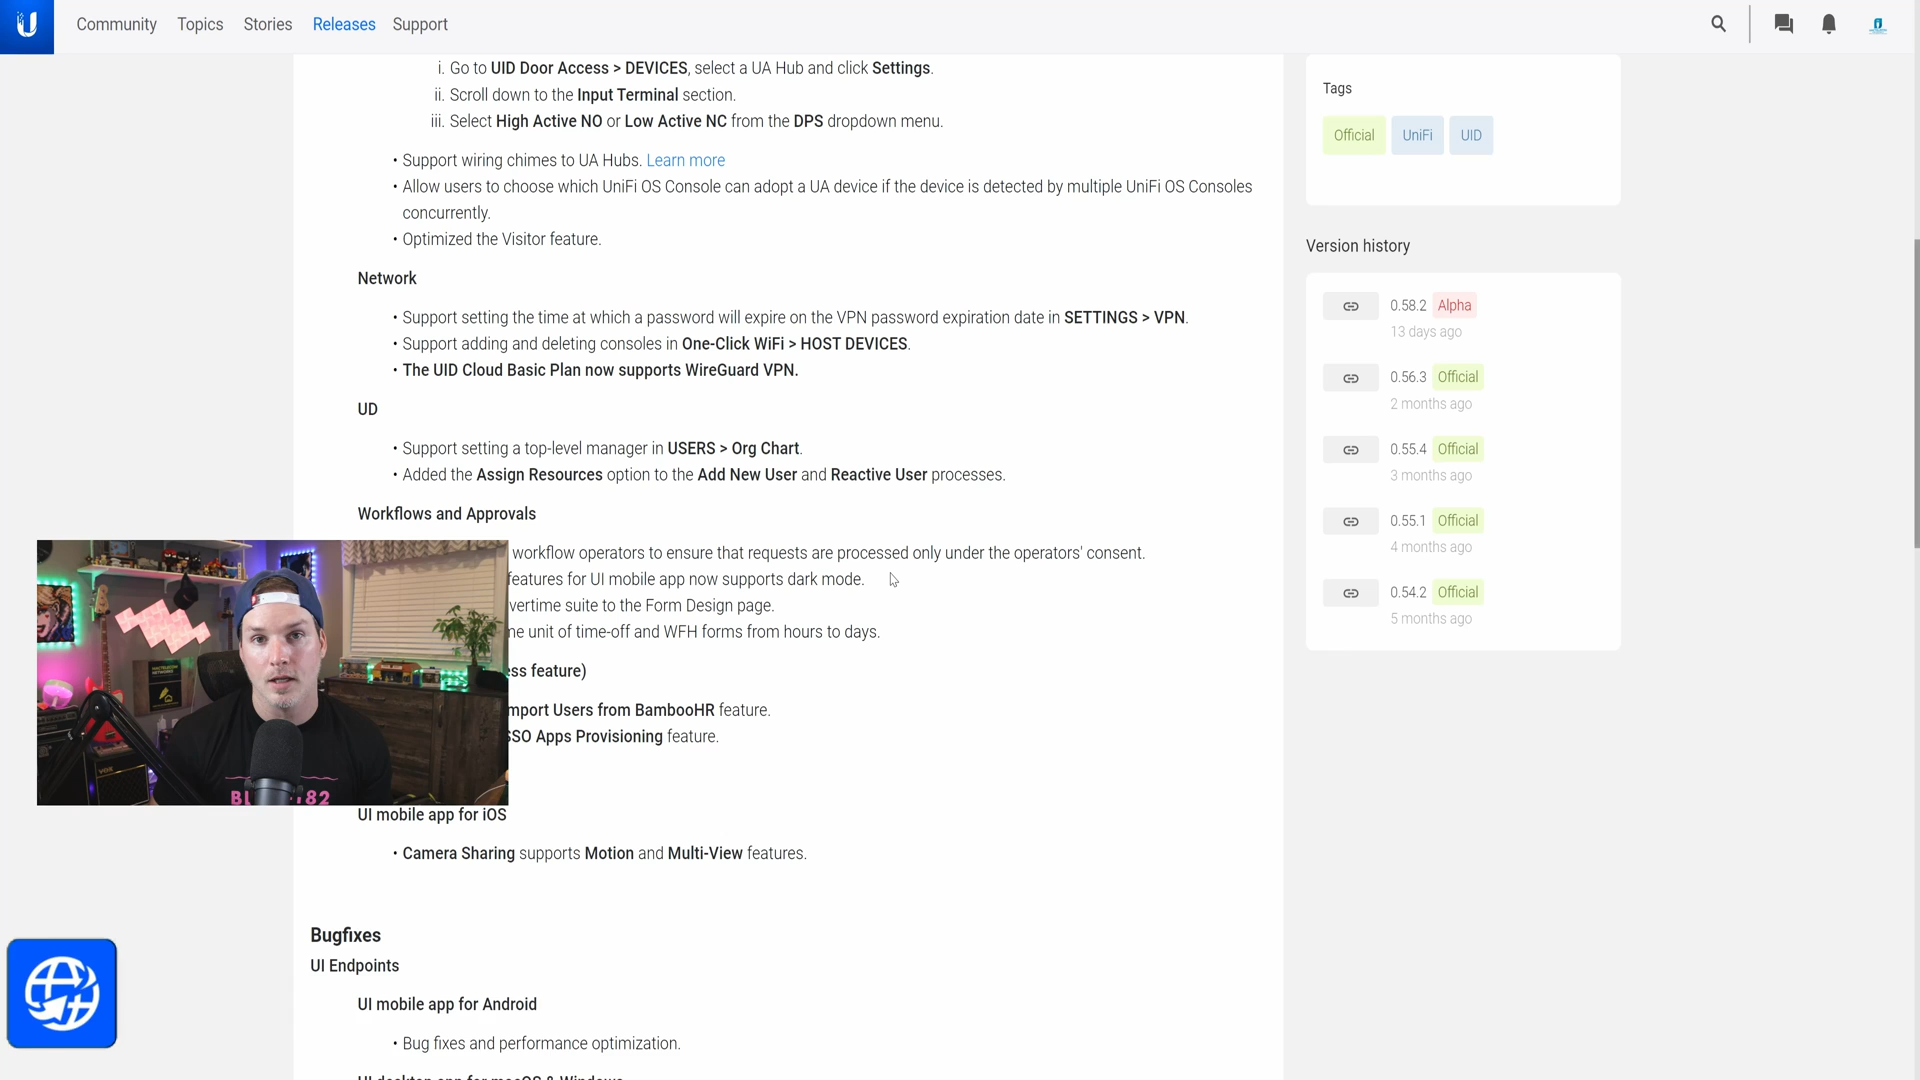 Community Topics Stories Releases Support
i. Go to UID Door Access > DEVICES, select a UA Hub and click Settings.
ii. Scroll down to the Input Terminal section.
iii. Select High Active NO or Low Active NC from the DPS dropdown menu.
• Support wiring chimes to UA Hubs. Learn more
• Allow users to choose which UniFi OS Console can adopt a UA device if the device is detected by multiple UniFi OS Consoles
concurrently.
• Optimized the Visitor feature.
Network
• Support setting the time at which a password will expire on the VPN password expiration date in SETTINGS > VPN.
• Support adding and deleting consoles in One-Click WiFi > HOST DEVICES.
• The UID Cloud Basic Plan now supports WireGuard VPN.
UD
• Support setting a top-level manager in USERS > Org Chart.
• Added the Assign Resources option to the Add New User and Reactive User processes.
Workflows and Approvals
workflow operators to ensure that requests are processed only under the operators' consent.
features for UI mobile app now supports dark mode.
vertime suite to the Form Design page.
me unit of time-off and WFH forms from hours to days.
ess feature)
mport Users from BambooHR feature.
SSO Apps Provisioning feature.
VOX
UI mobile app for iOS
• Camera Sharing supports Motion and Multi-View features.
Bugfixes
UI Endpoints
UI mobile app for Android
• Bug fixes and performance optimization.
UI desktop app for macOS & Windows
Tags
Official UniFi UID
Version history
0.58.2 Alpha
13 days ago
0.56.3 Official
2 months ago
0.55.4 Official
3 months ago
0.55.1 Official
4 months ago
0.54.2 Official
5 months ago